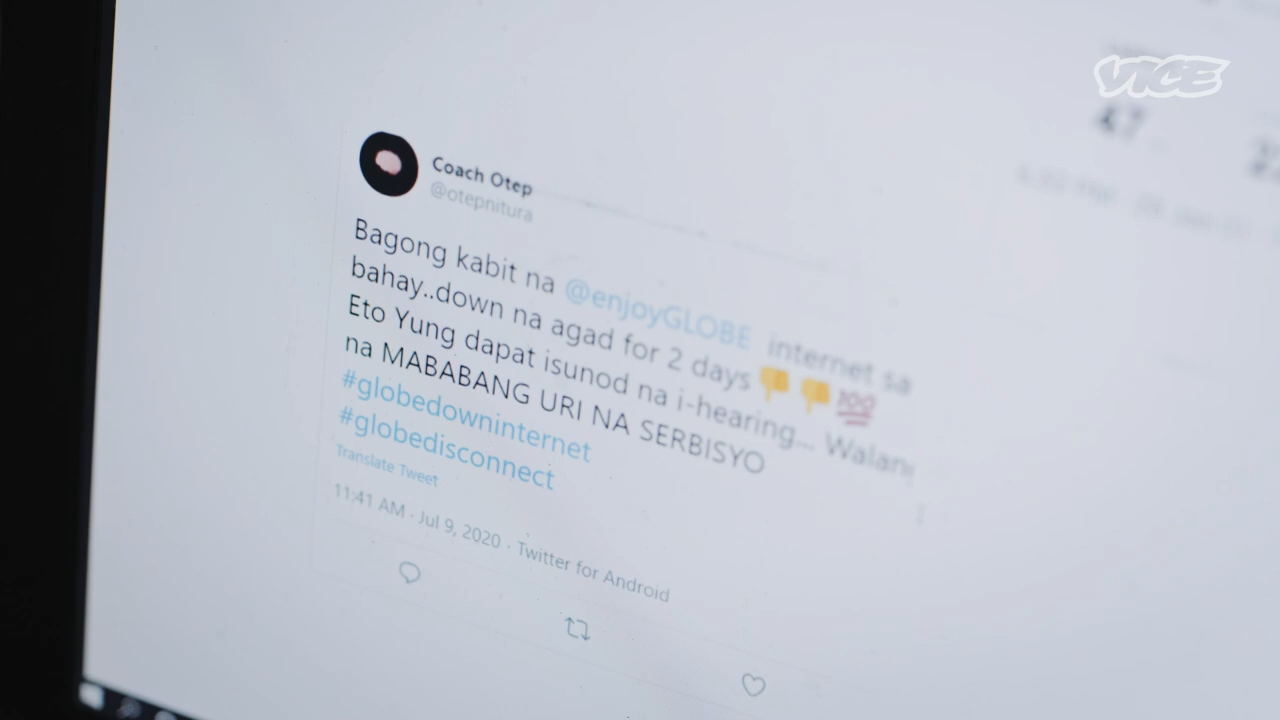 VICE
47
Coach Otep
@otepnitura
Bagong kabit na @enjoyGLOBE internet sa
bahay..down na agad for 2 days 👎👎💯
Eto Yung dapat isunod na i-hearing... Walang
na MABABANG URI NA SERBISYO
#globedowninternet
#globedisconnect
Translate Tweet
11:41 AM · Jul 9, 2020 · Twitter for Android